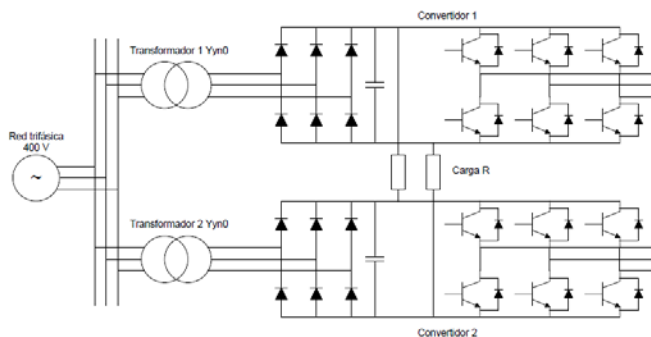 Convertidor 1
Transformador 1 Yyn0
Red trifásica
400 V
~
Carga R
Transformador 2 Yyn0
Convertidor 2